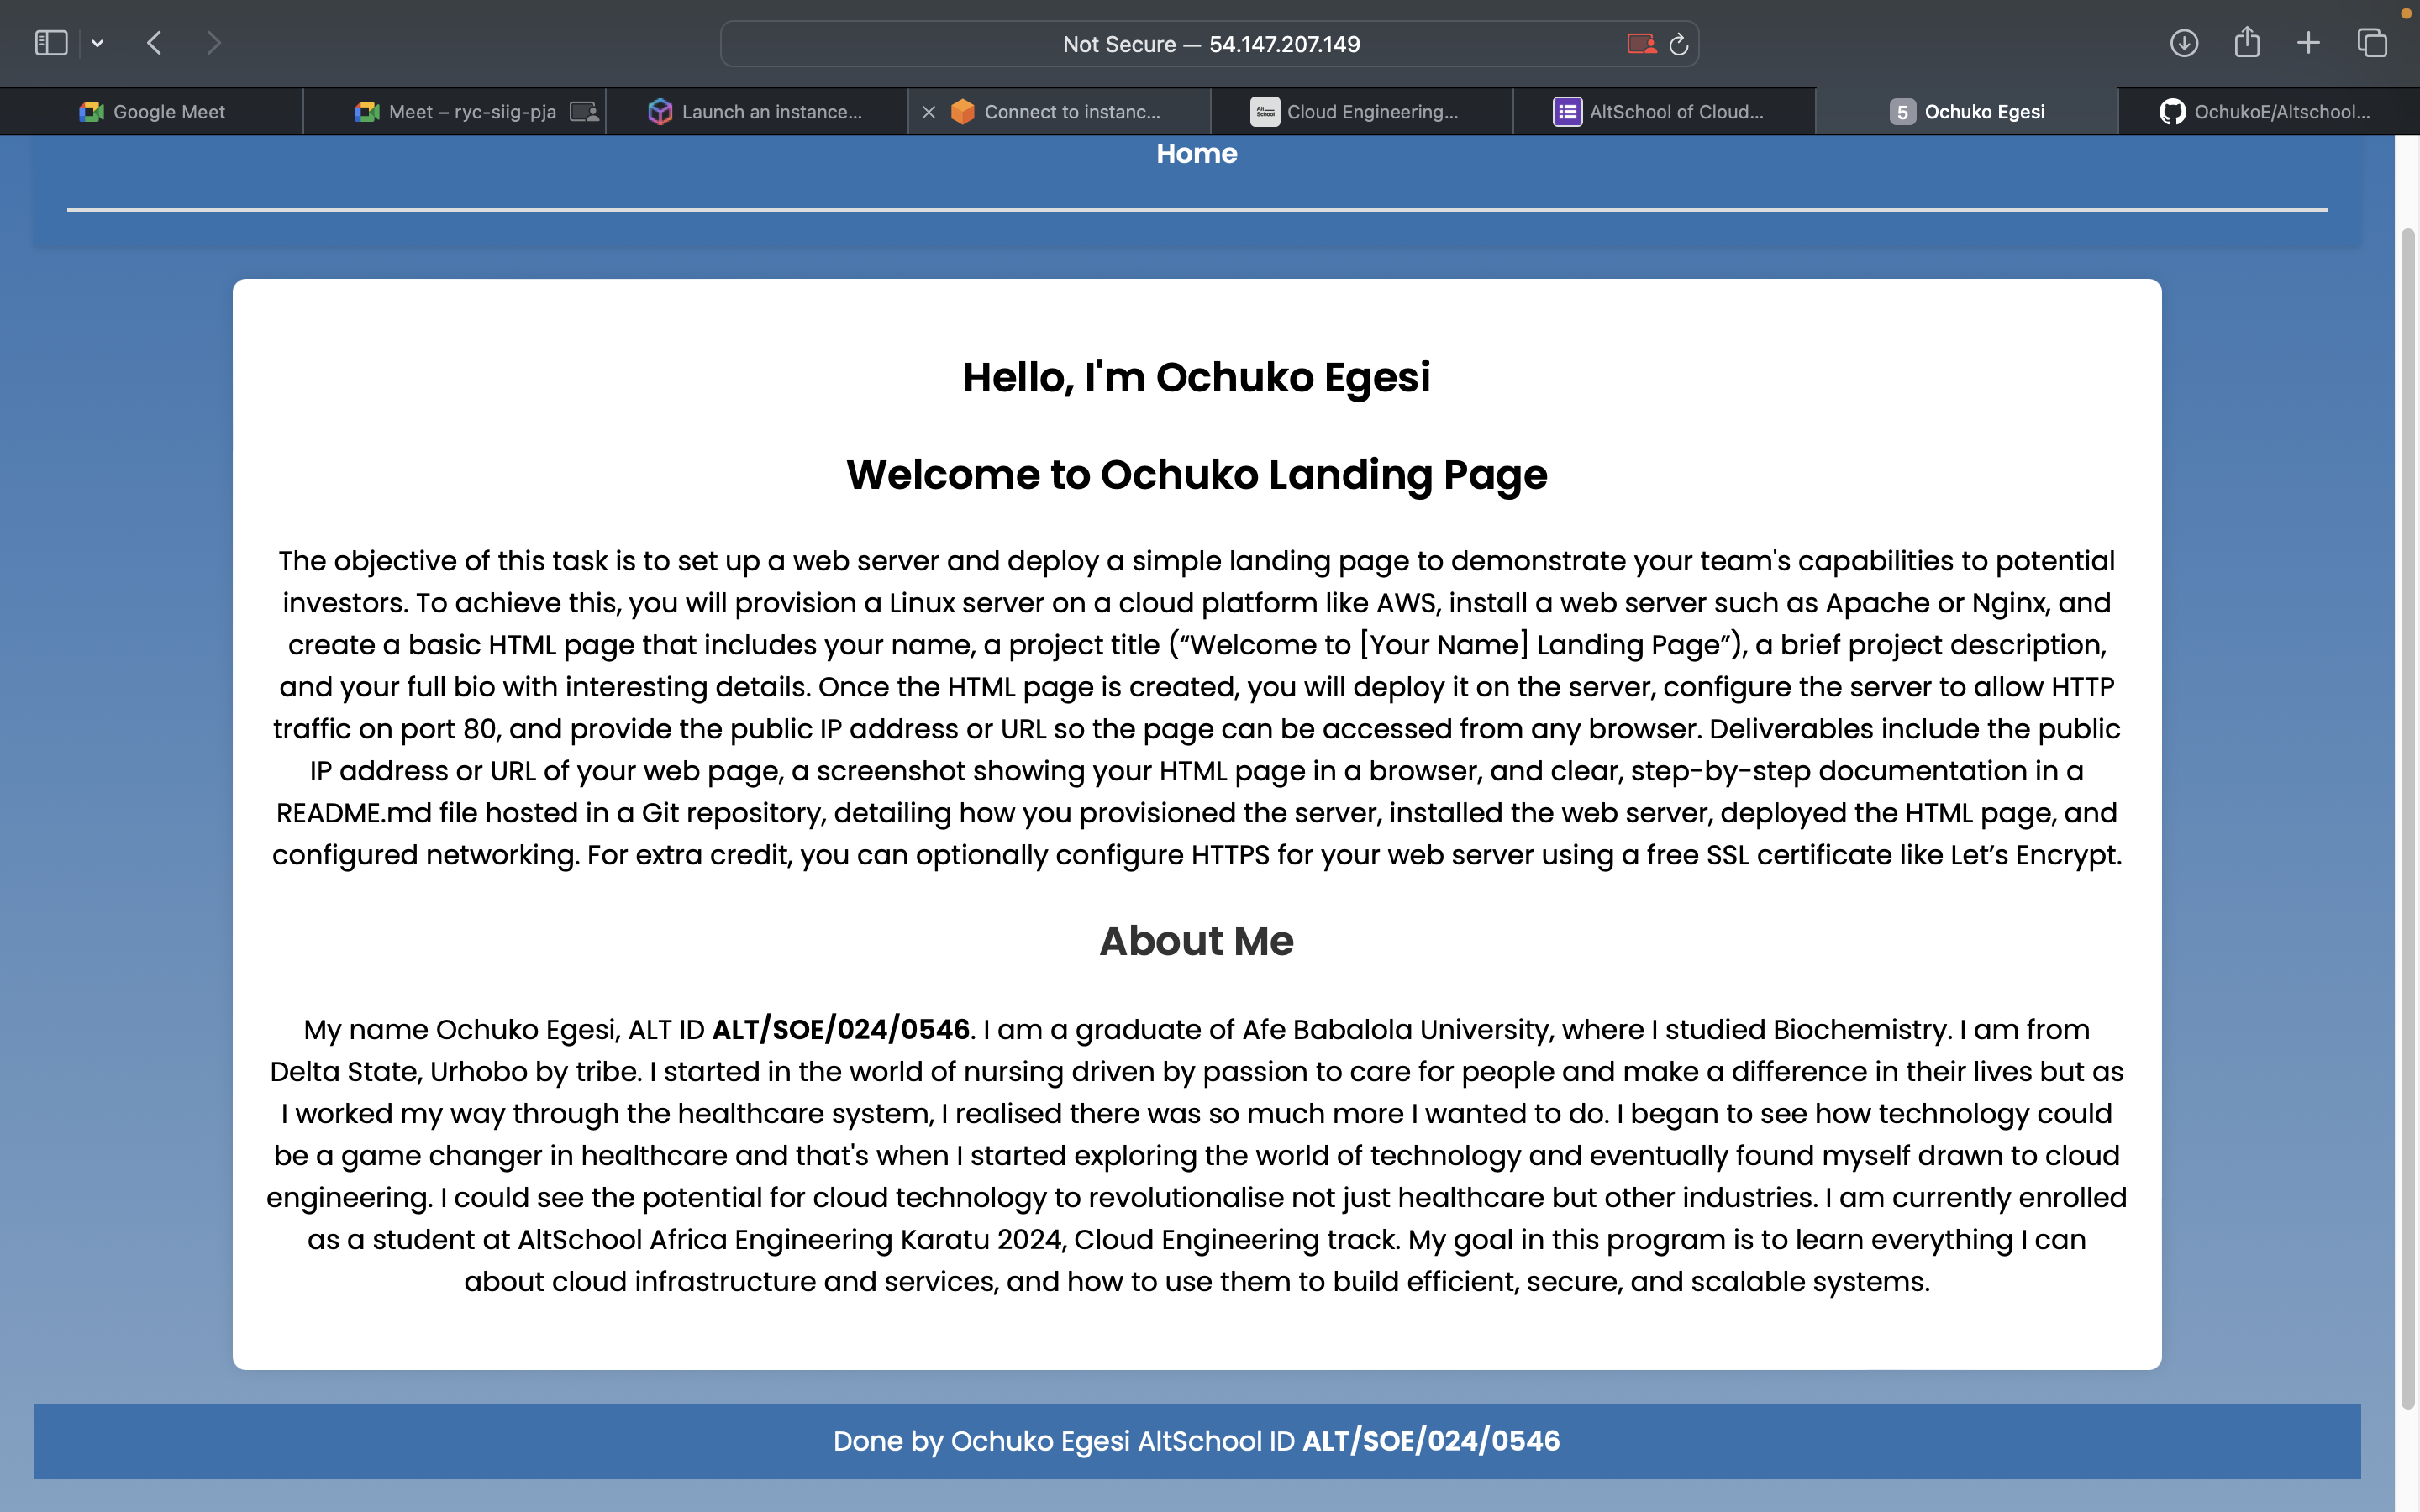 Not Secure — 54.147.207.149
Google Meet
Meet – ryc-siig-pja
Launch an instance...
Connect to instanc...
Alt School
Cloud Engineering...
AltSchool of Cloud...
5
Ochuko Egesi
OchukoE/Altschool...
Home
Hello, I'm Ochuko Egesi
Welcome to Ochuko Landing Page
The objective of this task is to set up a web server and deploy a simple landing page to demonstrate your team's capabilities to potential
investors. To achieve this, you will provision a Linux server on a cloud platform like AWS, install a web server such as Apache or Nginx, and
create a basic HTML page that includes your name, a project title (“Welcome to [Your Name] Landing Page”), a brief project description,
and your full bio with interesting details. Once the HTML page is created, you will deploy it on the server, configure the server to allow HTTP
traffic on port 80, and provide the public IP address or URL so the page can be accessed from any browser. Deliverables include the public
IP address or URL of your web page, a screenshot showing your HTML page in a browser, and clear, step-by-step documentation in a
README.md file hosted in a Git repository, detailing how you provisioned the server, installed the web server, deployed the HTML page, and
configured networking. For extra credit, you can optionally configure HTTPS for your web server using a free SSL certificate like Let’s Encrypt.
About Me
My name Ochuko Egesi, ALT ID ALT/SOE/024/0546. I am a graduate of Afe Babalola University, where I studied Biochemistry. I am from
Delta State, Urhobo by tribe. I started in the world of nursing driven by passion to care for people and make a difference in their lives but as
I worked my way through the healthcare system, I realised there was so much more I wanted to do. I began to see how technology could
be a game changer in healthcare and that's when I started exploring the world of technology and eventually found myself drawn to cloud
engineering. I could see the potential for cloud technology to revolutionalise not just healthcare but other industries. I am currently enrolled
as a student at AltSchool Africa Engineering Karatu 2024, Cloud Engineering track. My goal in this program is to learn everything I can
about cloud infrastructure and services, and how to use them to build efficient, secure, and scalable systems.
Done by Ochuko Egesi AltSchool ID ALT/SOE/024/0546